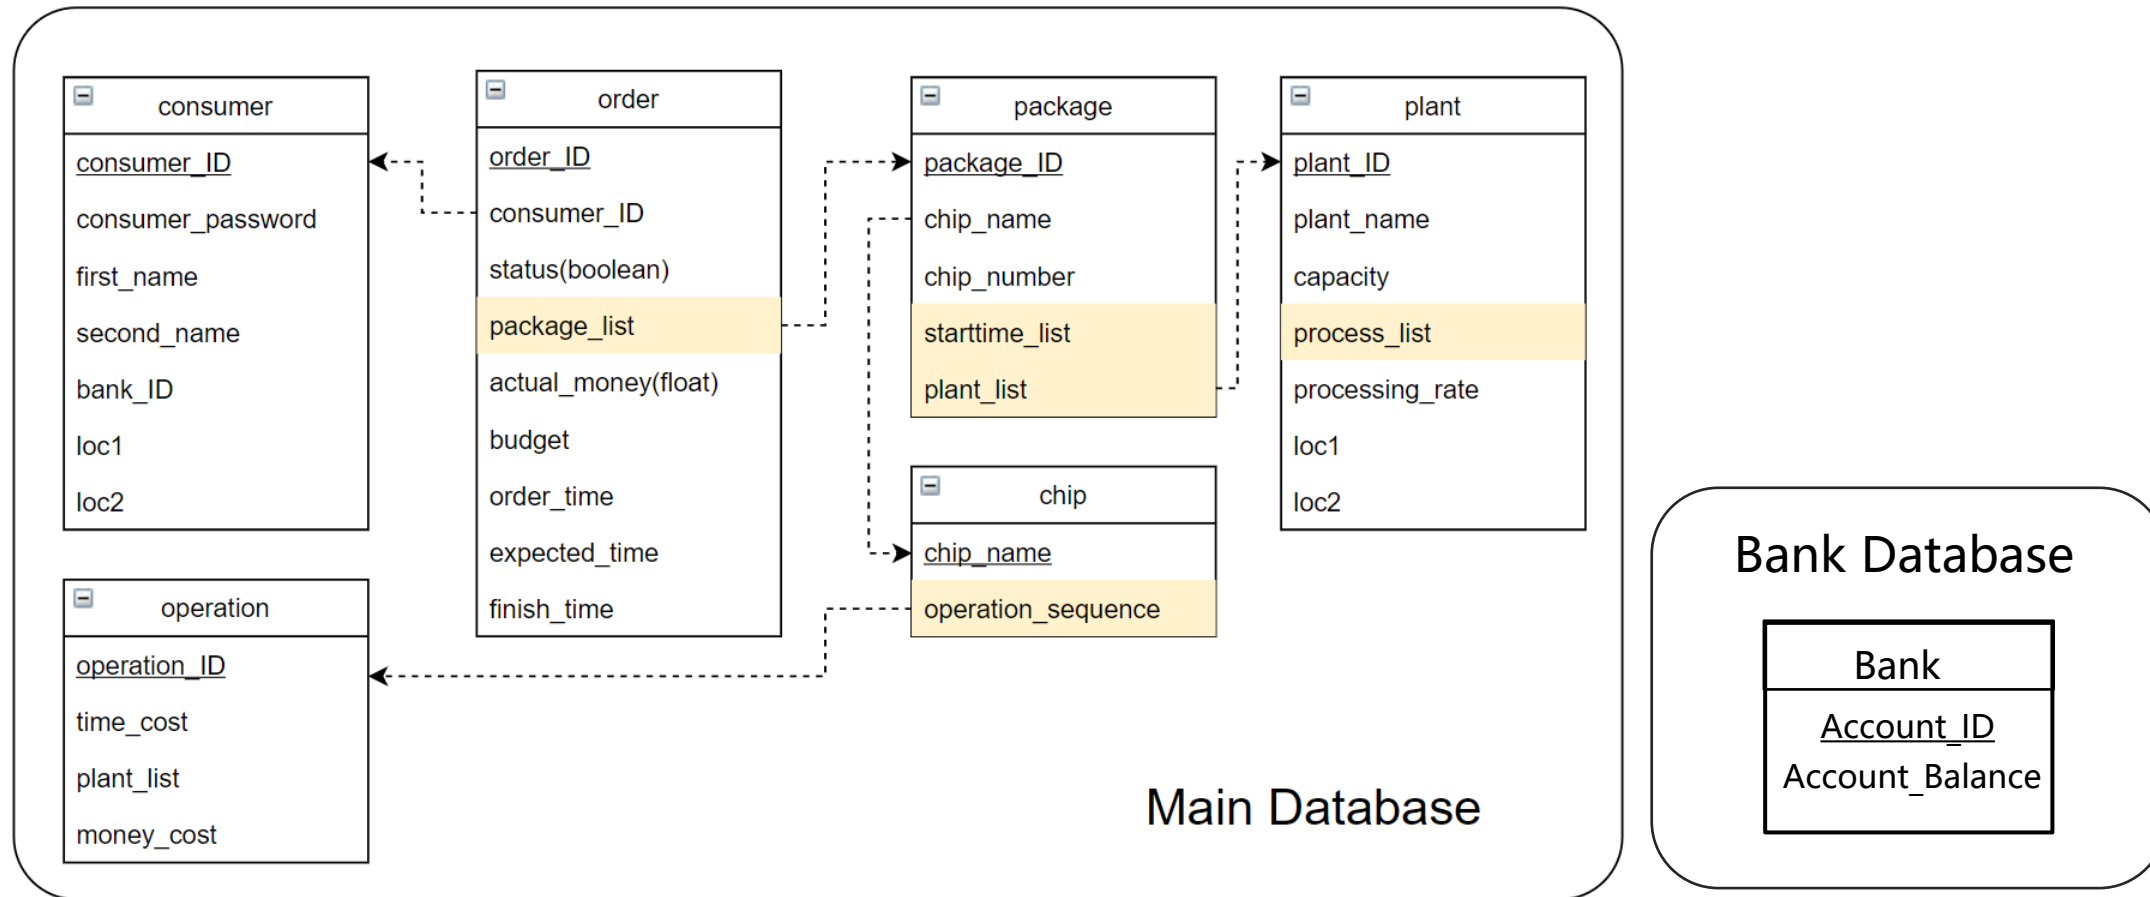 consumer
consumer_ID
consumer_password
first_name
second_name
bank_ID
loc1
loc2
operation
operation_ID
time_cost
plant_list
money_cost
order
order_ID
consumer_ID
status(boolean)
package_list
actual_money(float)
budget
order_time
expected_time
finish_time
package
package_ID
chip_name
chip_number
starttime_list
plant_list
chip
chip_name
operation_sequence
plant
plant_ID
plant_name
capacity
process_list
processing_rate
loc1
loc2
Main Database
Bank Database
Bank
Account_ID
Account_Balance